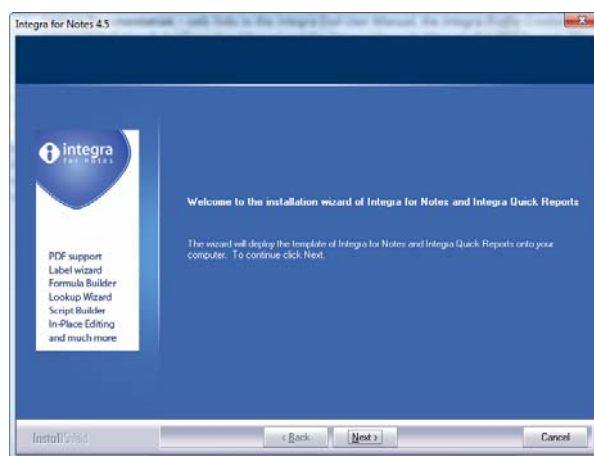 Integra for Notes 4.5
integra
for notes
Welcome to the installation wizard of Integra for Notes and Integra Quick Reports
The wizard will deploy the template of Integra for Notes and Integra Quick Reports onto your
computer. To continue click Next.
PDF support
Label wizard
Formula Builder
Lookup Wizard
Script Builder
In-Place Editing
and much more
InstallShield
< Back
Next >
Cancel